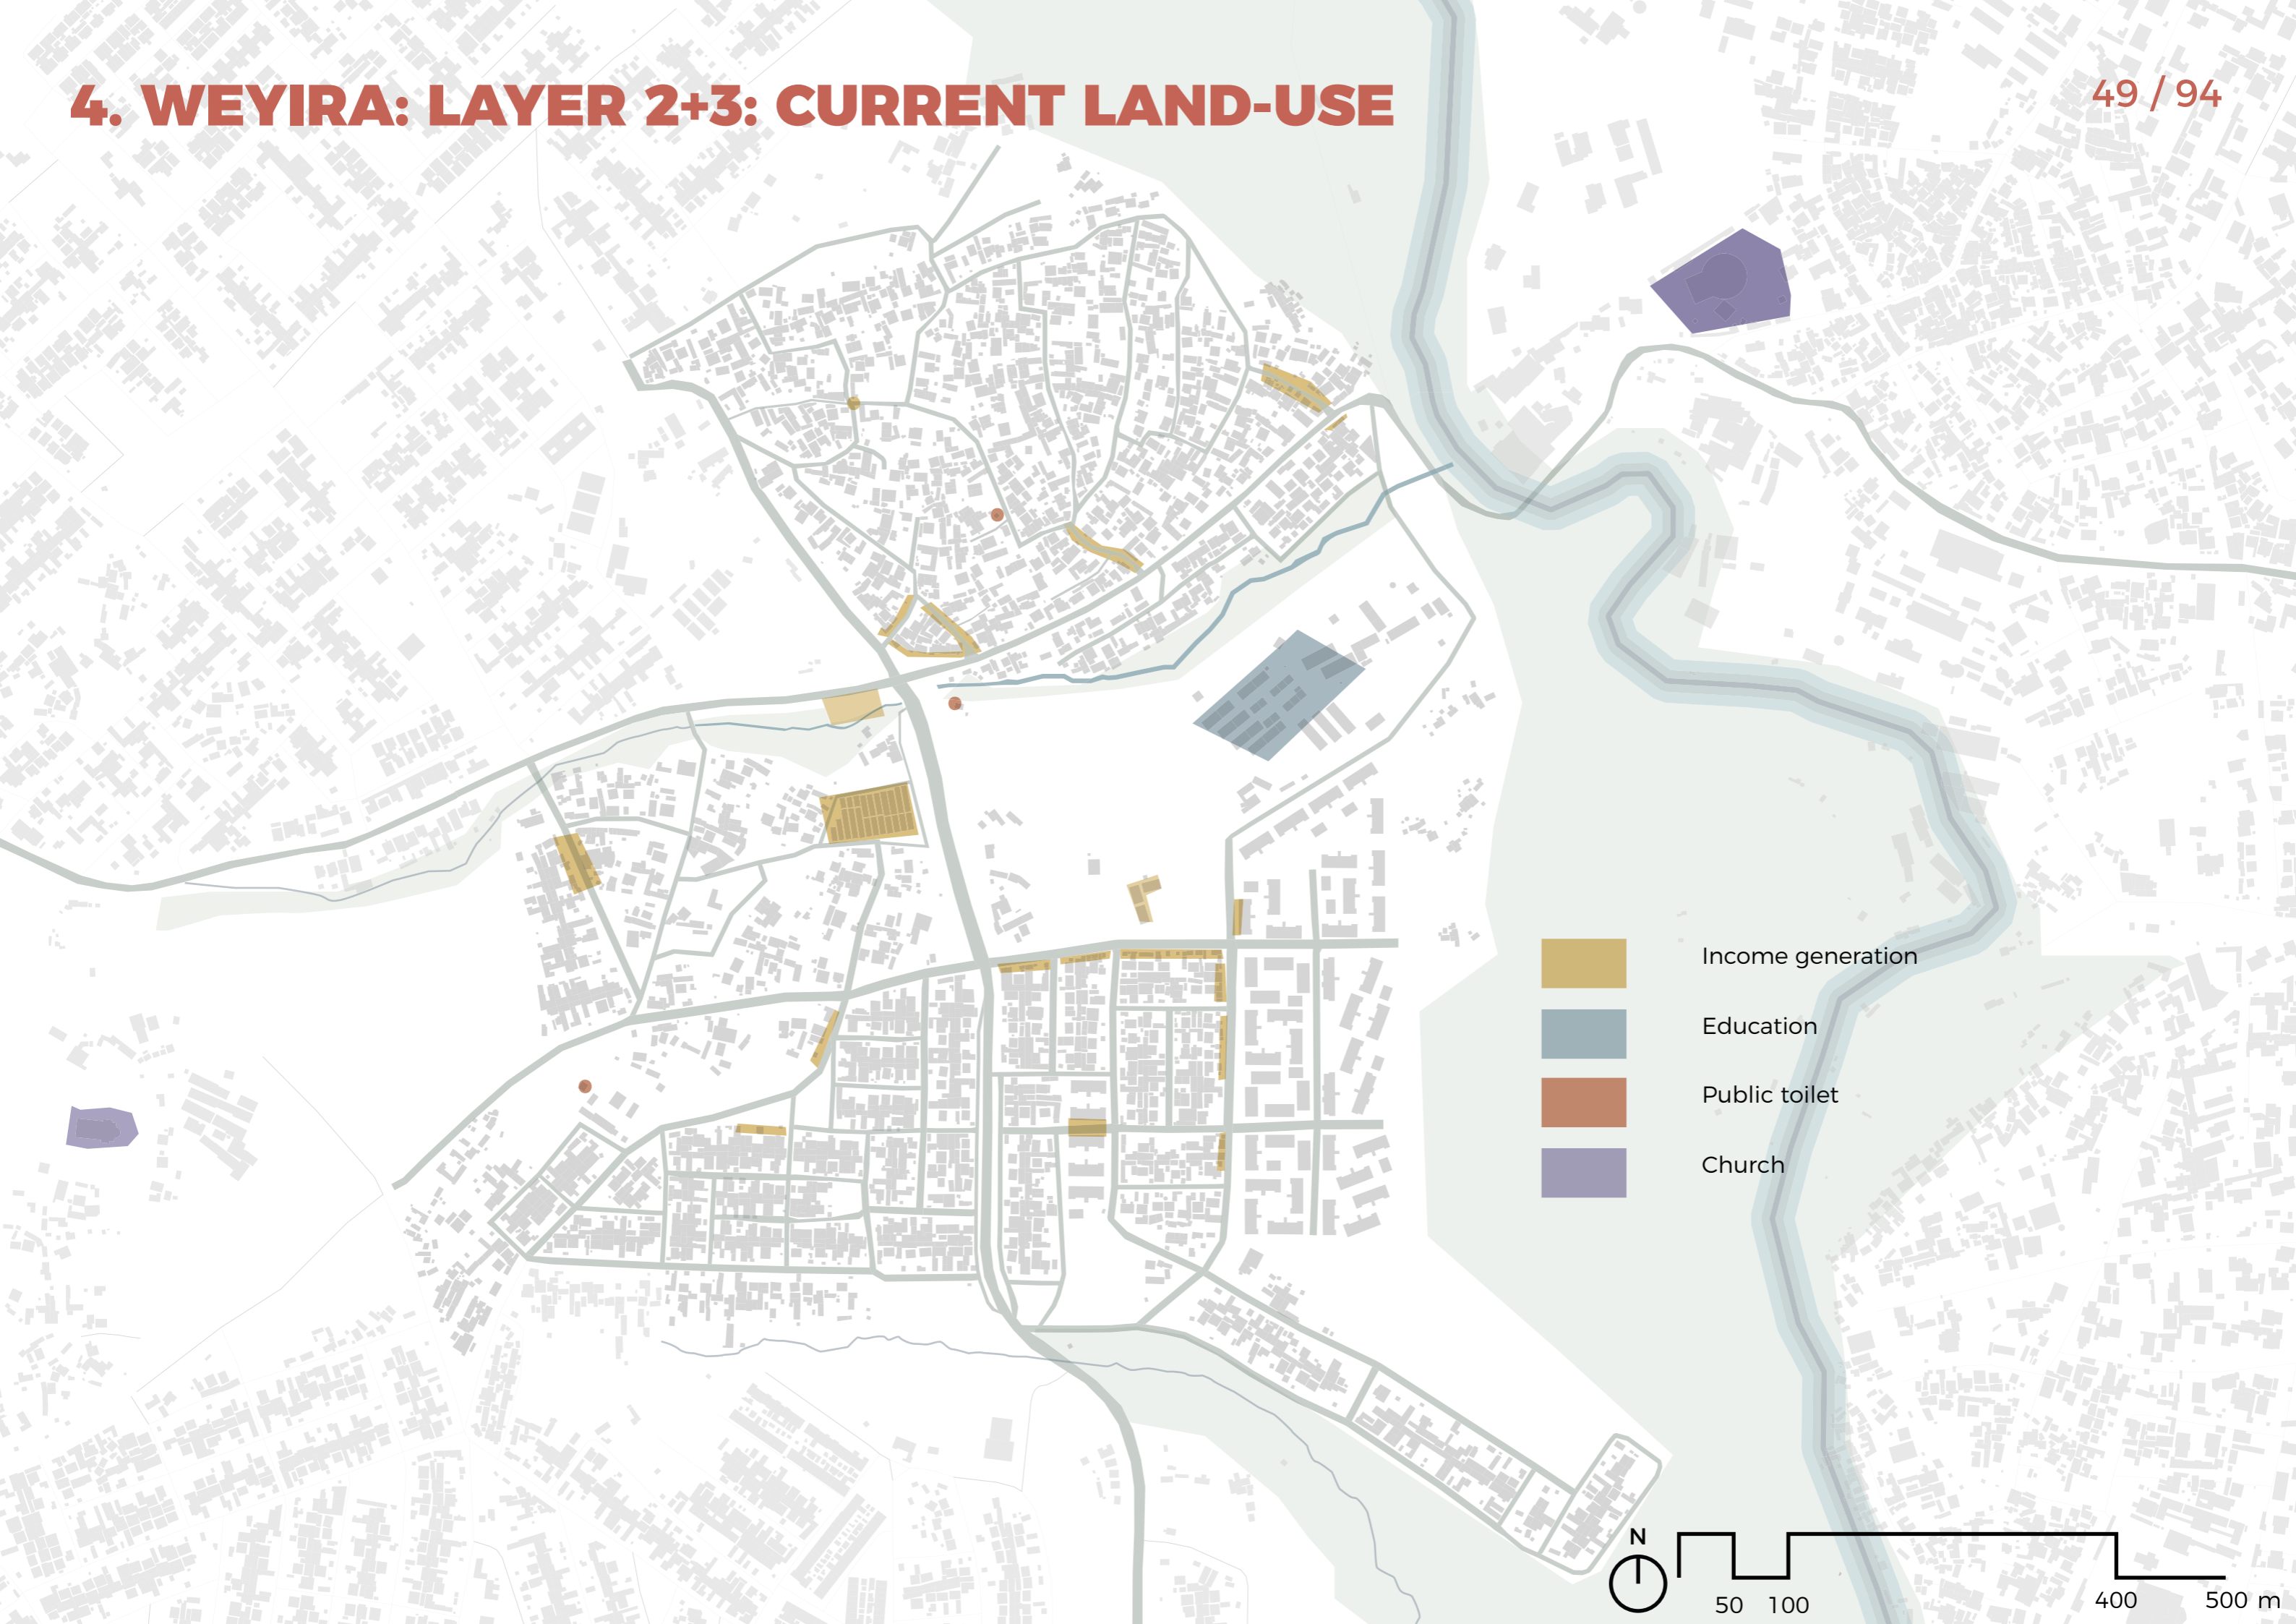 4. WEYIRA: LAYER 2+3: CURRENT LAND-USE
49 / 94
Income generation
Education
Public toilet
Church
N
50 100 400 500 m